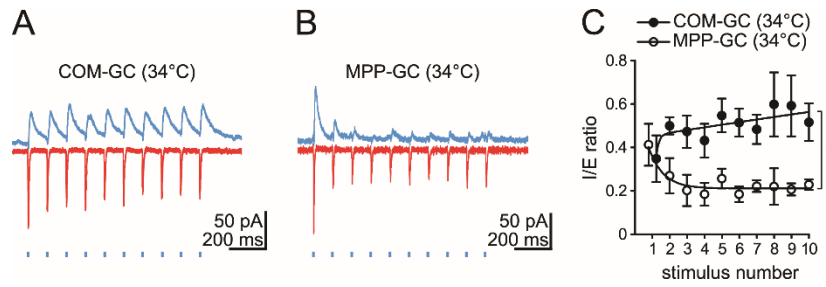 A
COM-GC (34°C)
50 pA
200 ms
B
MPP-GC (34°C)
50 pA
200 ms
C
COM-GC (34°C)
MPP-GC (34°C)
0.8
0.6
0.4
0.2
0
I/E ratio
1 2 3 4 5 6 7 8 9 10
stimulus number